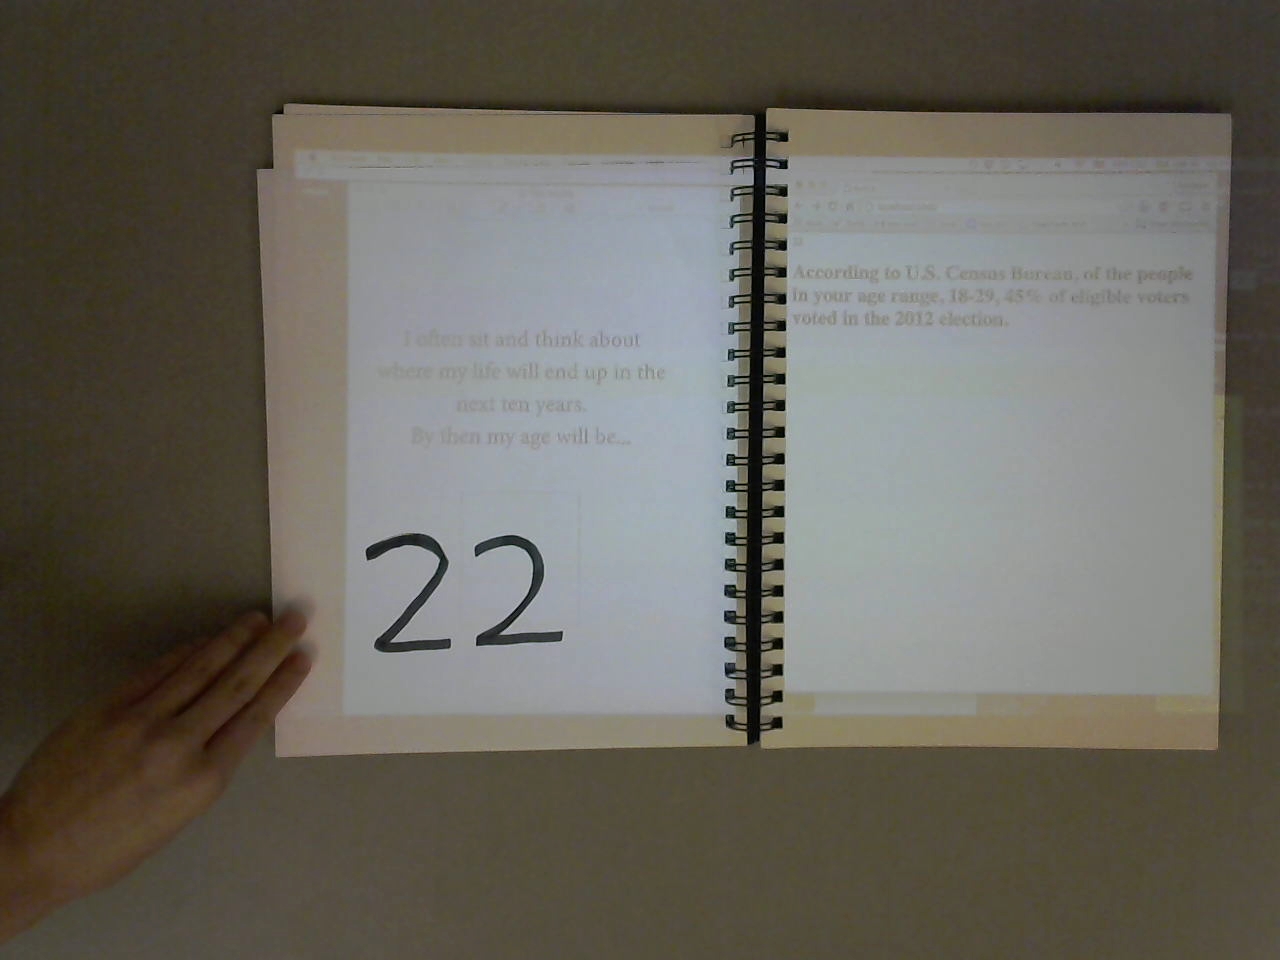 I often sit and think about
where my life will end up in the
next ten years.
By then my age will be...
22
According to U.S. Census Bureau, of the people
in your age range, 18-29, 45% of eligible voters
voted in the 2012 election.